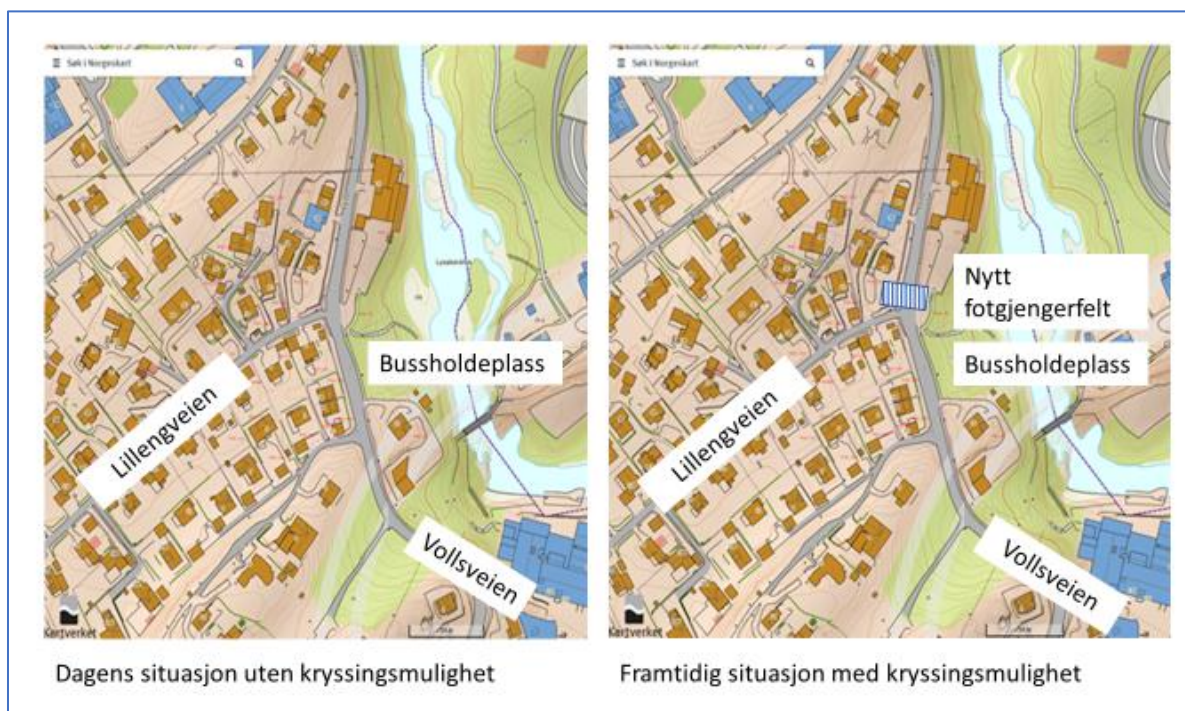 Søk i Norgeskart
Bussholdeplass
Lillengveien
Vollsveien
Kartverket
Dagens situasjon uten kryssingsmulighet
Søk i Norgeskart
Nytt
fotgjengerfelt
Bussholdeplass
Lillengveien
Vollsveien
Kartverket
Framtidig situasjon med kryssingsmulighet